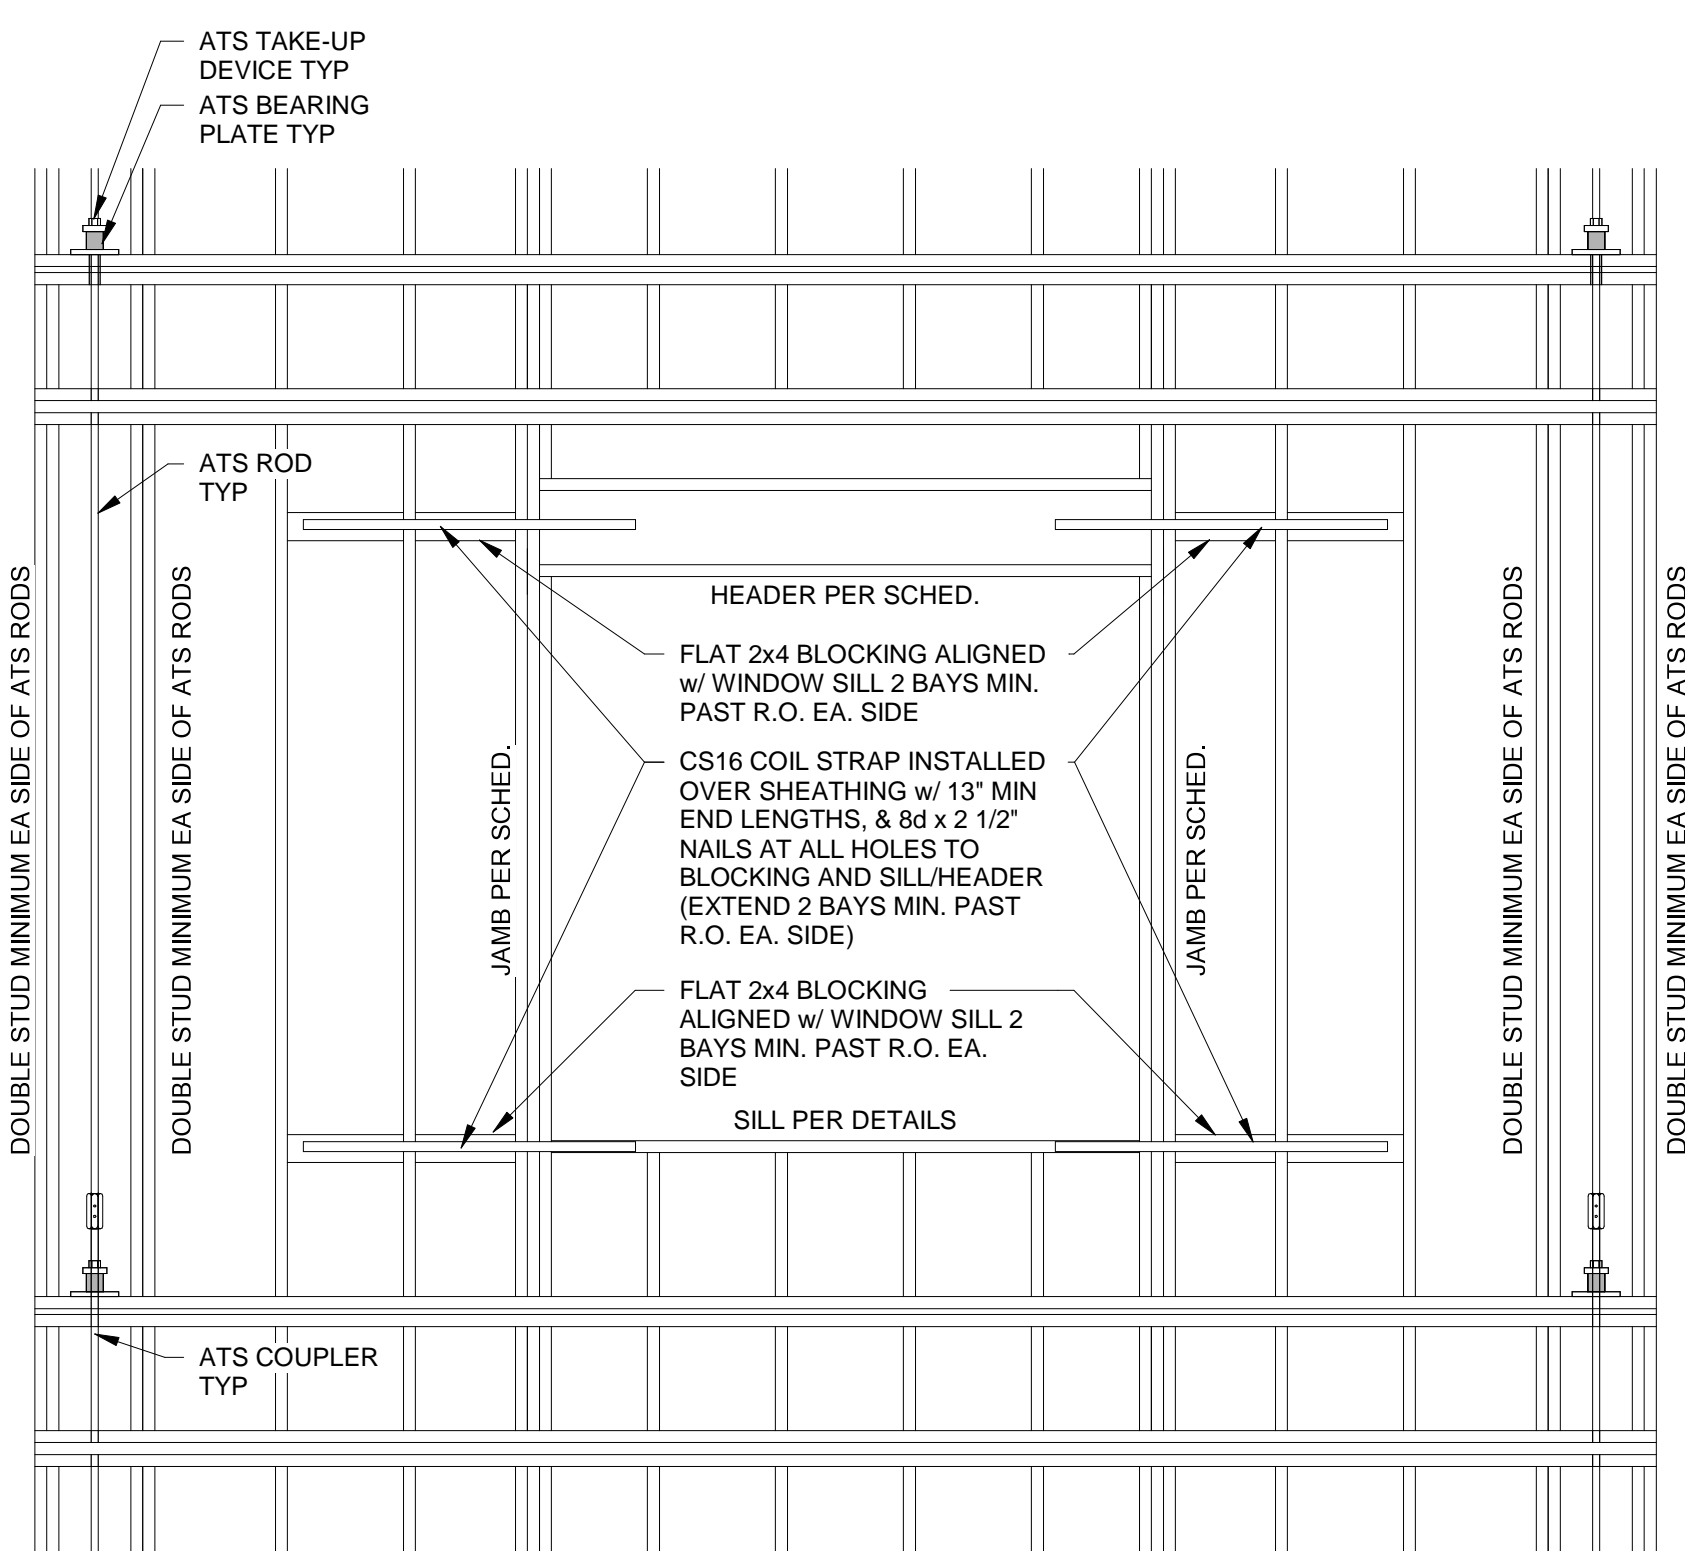 ATS TAKE-UP
DEVICE TYP
ATS BEARING
PLATE TYP
ATS ROD
TYP
DOUBLE STUD MINIMUM EA SIDE OF ATS RODS
DOUBLE STUD MINIMUM EA SIDE OF ATS RODS
JAMB PER SCHED.
HEADER PER SCHED.
FLAT 2x4 BLOCKING ALIGNED
w/ WINDOW SILL 2 BAYS MIN.
PAST R.O. EA. SIDE
CS16 COIL STRAP INSTALLED
OVER SHEATHING w/ 13" MIN
END LENGTHS, & 8d x 2 1/2"
NAILS AT ALL HOLES TO
BLOCKING AND SILL/HEADER
(EXTEND 2 BAYS MIN. PAST
R.O. EA. SIDE)
FLAT 2x4 BLOCKING
ALIGNED w/ WINDOW SILL 2
BAYS MIN. PAST R.O. EA.
SIDE
SILL PER DETAILS
JAMB PER SCHED.
DOUBLE STUD MINIMUM EA SIDE OF ATS RODS
DOUBLE STUD MINIMUM EA SIDE OF ATS RODS
ATS COUPLER
TYP